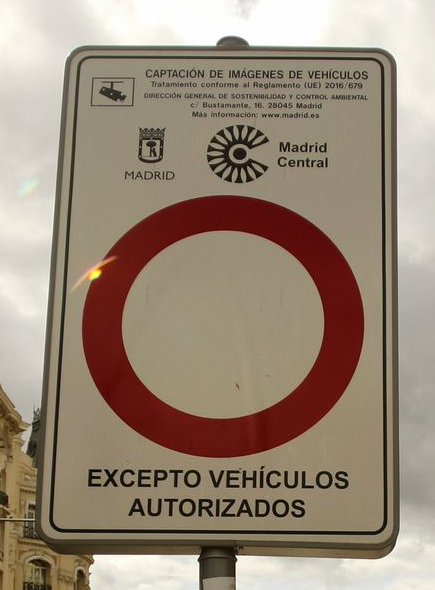 CAPTACIÓN DE IMÁGENES DE VEHÍCULOS
Tratamiento conforme al Reglamento (UE) 2016/679
DIRECCIÓN GENERAL DE SOSTENIBILIDAD Y CONTROL AMBIENTAL
c/ Bustamante, 16. 28045 Madrid
Más información: www.madrid.es
MADRID
Madrid
Central
EXCEPTO VEHÍCULOS
AUTORIZADOS